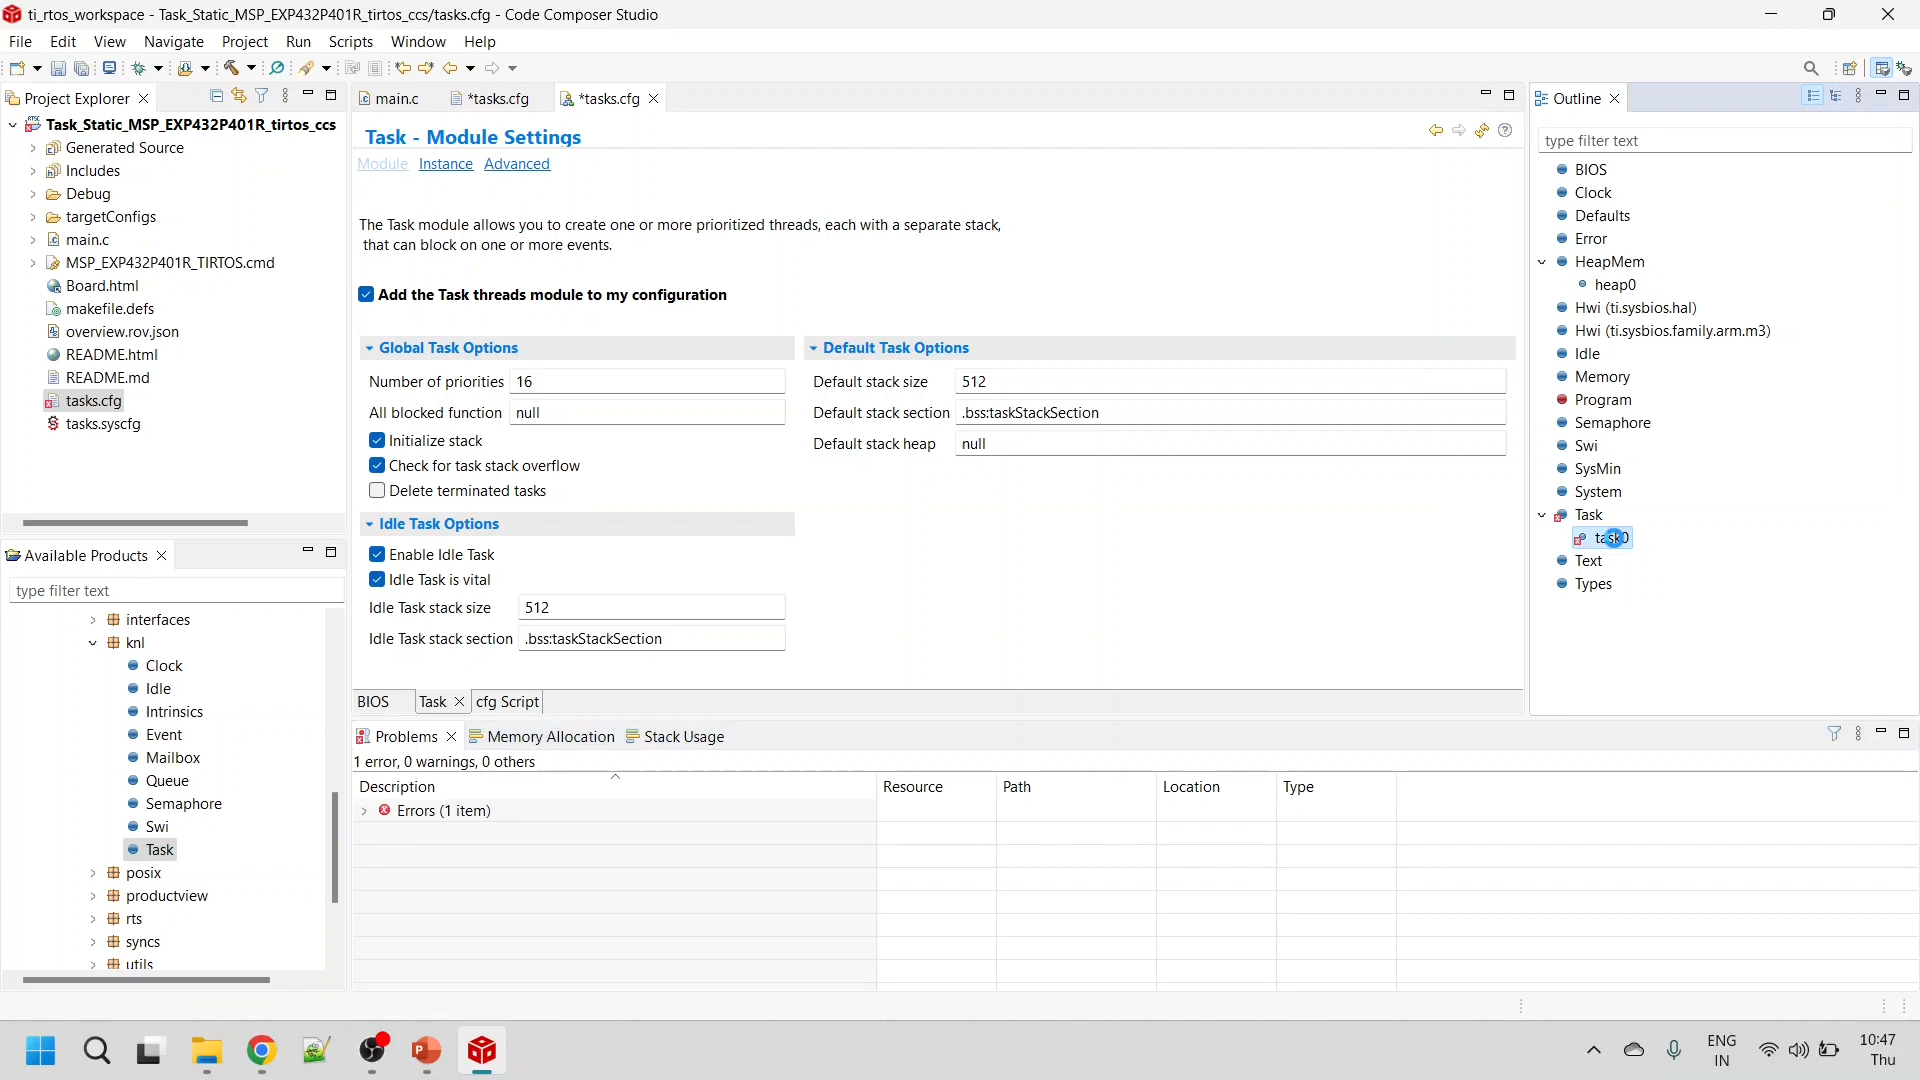 ti_rtos_workspace - Task_Static_MSP_EXP432P401R_tirtos_ccs/tasks.cfg - Code Composer Studio
File Edit View Navigate Project Run Scripts Window Help
Project Explorer
Task_Static_MSP_EXP432P401R_tirtos_ccs
Generated Source
Includes
Debug
targetConfigs
main.c
MSP_EXP432P401R_TIRTOS.cmd
Board.html
makefile.defs
overview.rov.json
README.html
README.md
tasks.cfg
tasks.syscfg
Available Products
type filter text
interfaces
knl
Clock
Idle
Intrinsics
Event
Mailbox
Queue
Semaphore
Swi
Task
posix
productview
rts
syncs
utils
main.c *tasks.cfg *tasks.cfg
Task - Module Settings
Module Instance Advanced
The Task module allows you to create one or more prioritized threads, each with a separate stack,
that can block on one or more events.
Add the Task threads module to my configuration
Global Task Options
Number of priorities 16
All blocked function null
Initialize stack
Check for task stack overflow
Delete terminated tasks
Idle Task Options
Enable Idle Task
Idle Task is vital
Idle Task stack size 512
Idle Task stack section .bss:taskStackSection
Default Task Options
Default stack size 512
Default stack section .bss:taskStackSection
Default stack heap null
BIOS Task cfg Script
Problems Memory Allocation Stack Usage
1 error, 0 warnings, 0 others
Description Resource Path Location Type
Errors (1 item)
Outline
type filter text
BIOS
Clock
Defaults
Error
HeapMem
heap0
Hwi (ti.sysbios.hal)
Hwi (ti.sysbios.family.arm.m3)
Idle
Memory
Program
Semaphore
Swi
SysMin
System
Task
task0
Text
Types
ENG
IN
10:47
Thu